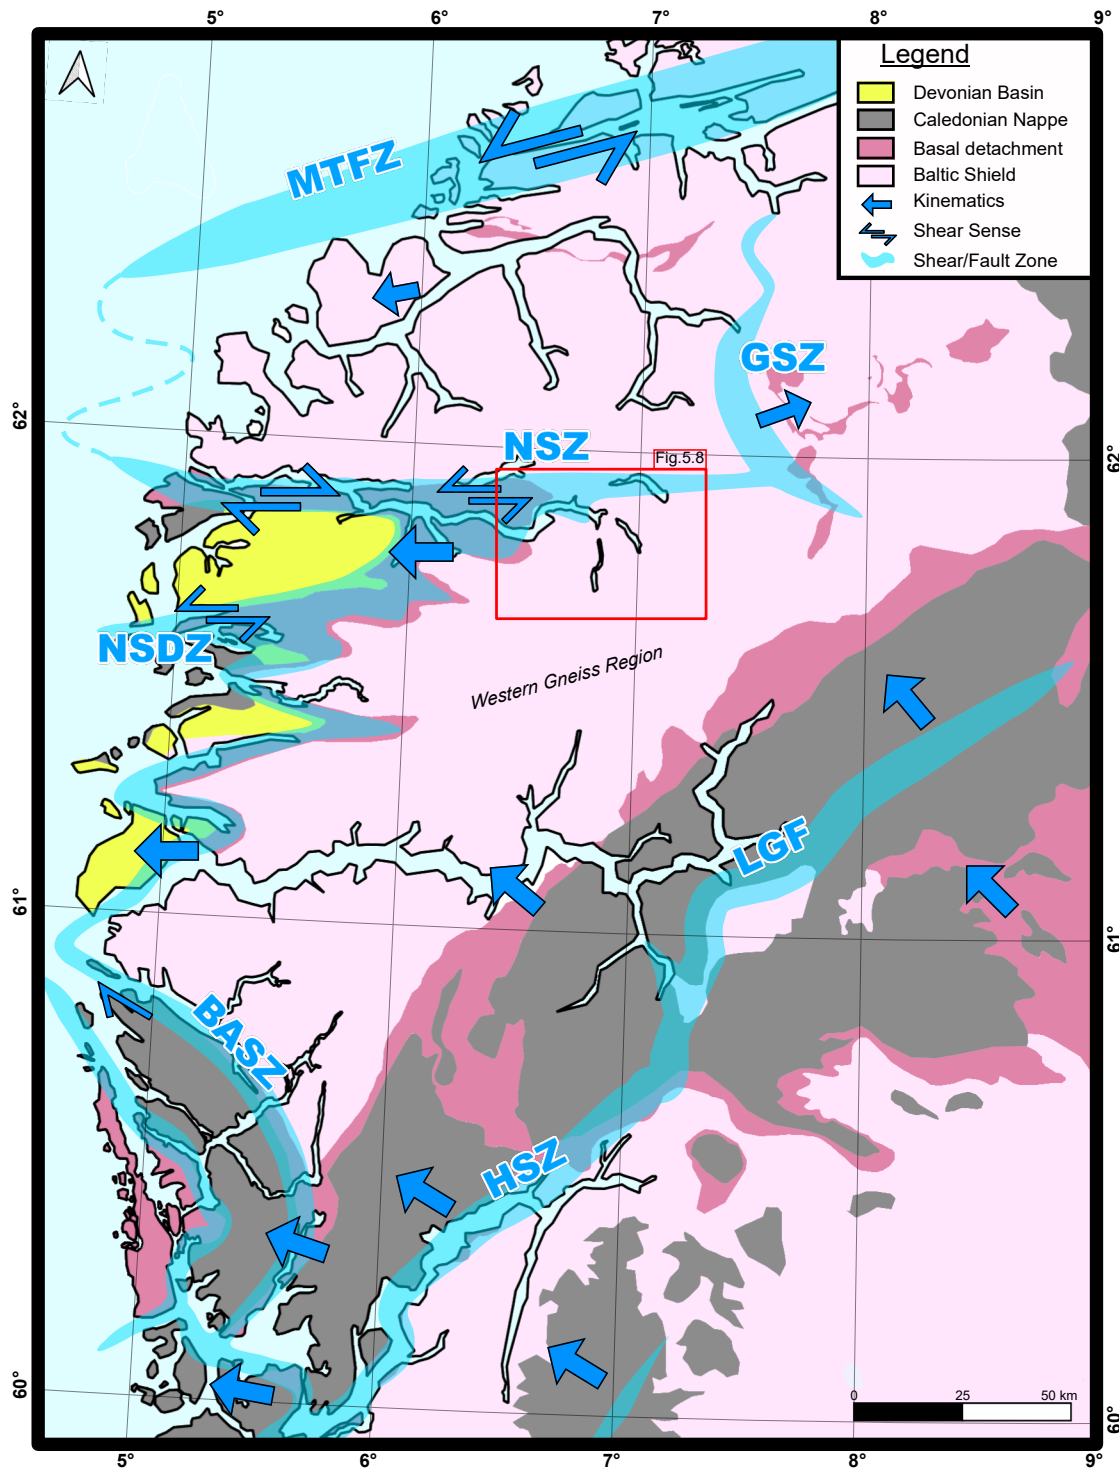 5° 6° 7° 8° 9°
Legend
Devonian Basin
Caledonian Nappe
Basal detachment
Baltic Shield
Kinematics
Shear Sense
Shear/Fault Zone
MTFZ
GSZ
62° 62°
NSZ
Fig.5.8
NSDZ
Western Gneiss Region
LGF
61° 61°
BASZ
HSZ
60° 60°
0 25 50 km
5° 6° 7° 8° 9°